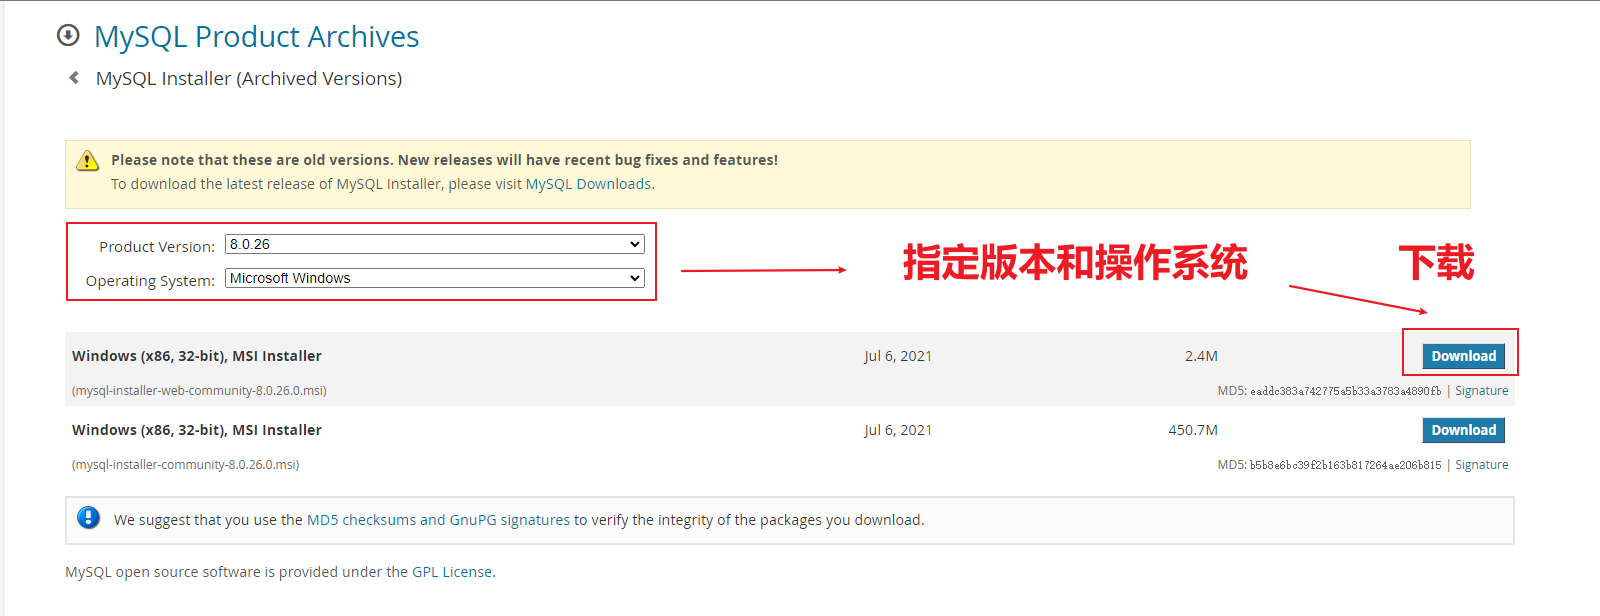 MySQL Product Archives
MySQL Installer (Archived Versions)
Please note that these are old versions. New releases will have recent bug fixes and features!
To download the latest release of MySQL Installer, please visit MySQL Downloads.
Product Version: 8.0.26
Operating System: Microsoft Windows
指定版本和操作系统
下载
Windows (x86, 32-bit), MSI Installer Jul 6, 2021 2.4M Download
(mysql-installer-web-community-8.0.26.0.msi) MD5: eaddc383a742775a5b33a3783a4890fb | Signature
Windows (x86, 32-bit), MSI Installer Jul 6, 2021 450.7M Download
(mysql-installer-community-8.0.26.0.msi) MD5: b5b8e6bc39f2b163b817264ae206b815 | Signature
We suggest that you use the MD5 checksums and GnuPG signatures to verify the integrity of the packages you download.
MySQL open source software is provided under the GPL License.